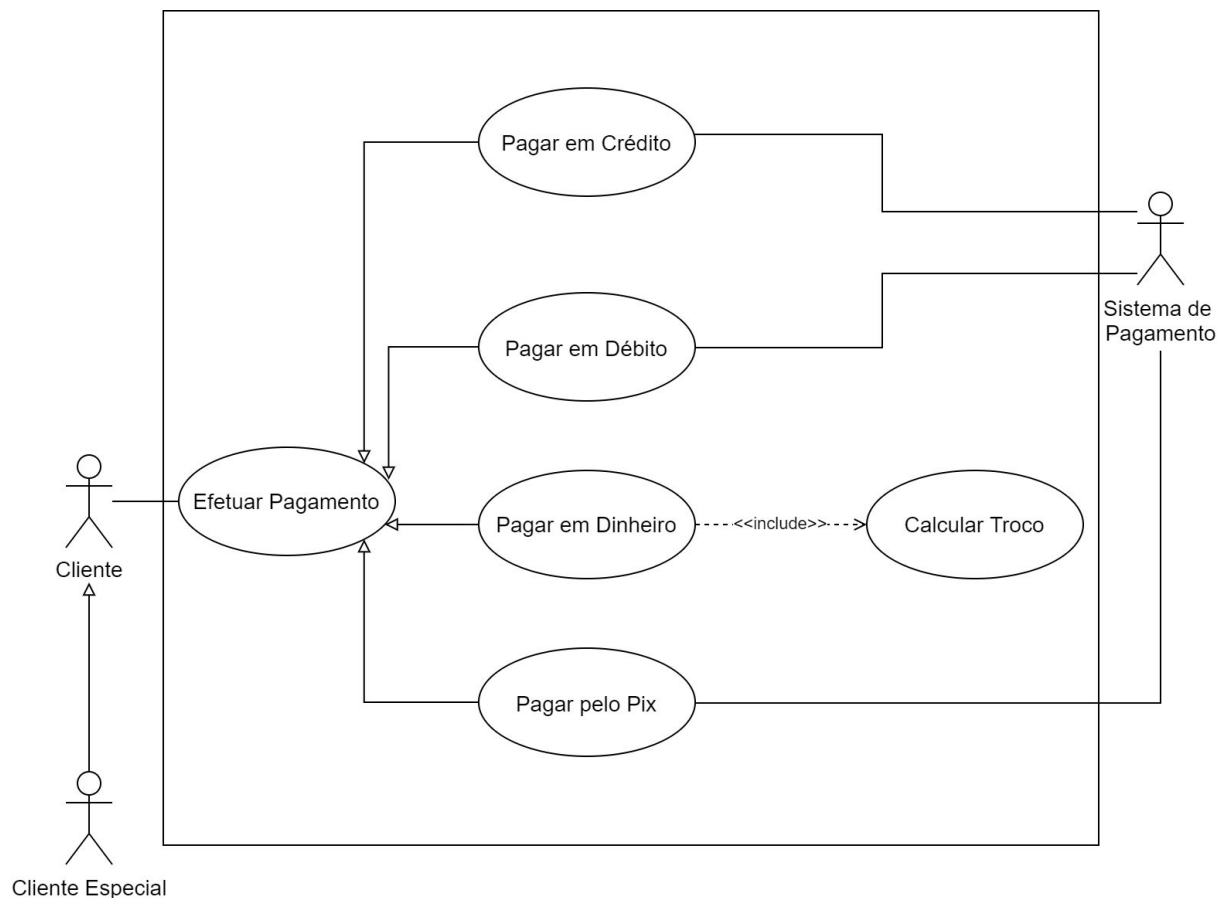 Pagar em Crédito
Sistema de
Pagamento
Pagar em Débito
Efetuar Pagamento
Pagar em Dinheiro
<<include>>
Calcular Troco
Cliente
Pagar pelo Pix
Cliente Especial